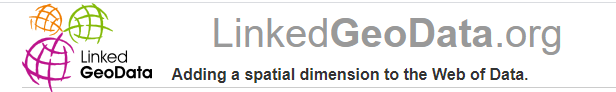 LinkedGeoData.org
Linked
GeoData
Adding a spatial dimension to the Web of Data.